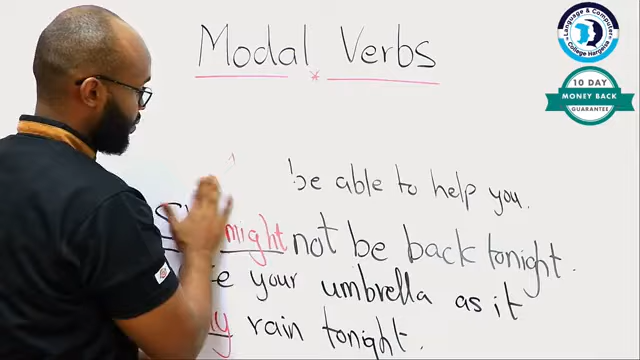 Modal Verbs
*
be able to help you.
might not be back tonight.
e your umbrella as it
y rain tonight.
Language & Computer
College Hargeisa
10 DAY
MONEY BACK
GUARANTEE